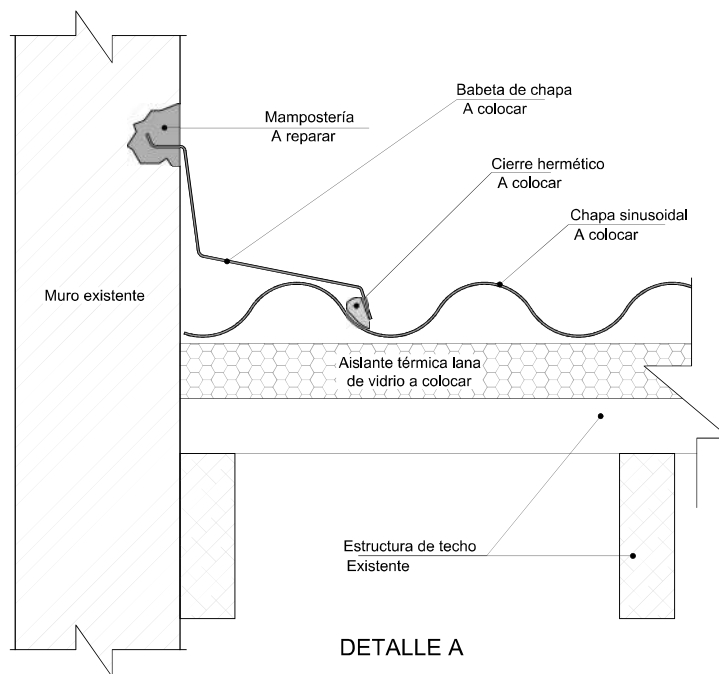 Babeta de chapa
A colocar
Mampostería
A reparar
Cierre hermético
A colocar
Chapa sinusoidal
A colocar
Muro existente
Aislante térmica lana
de vidrio a colocar
Estructura de techo
Existente
DETALLE A